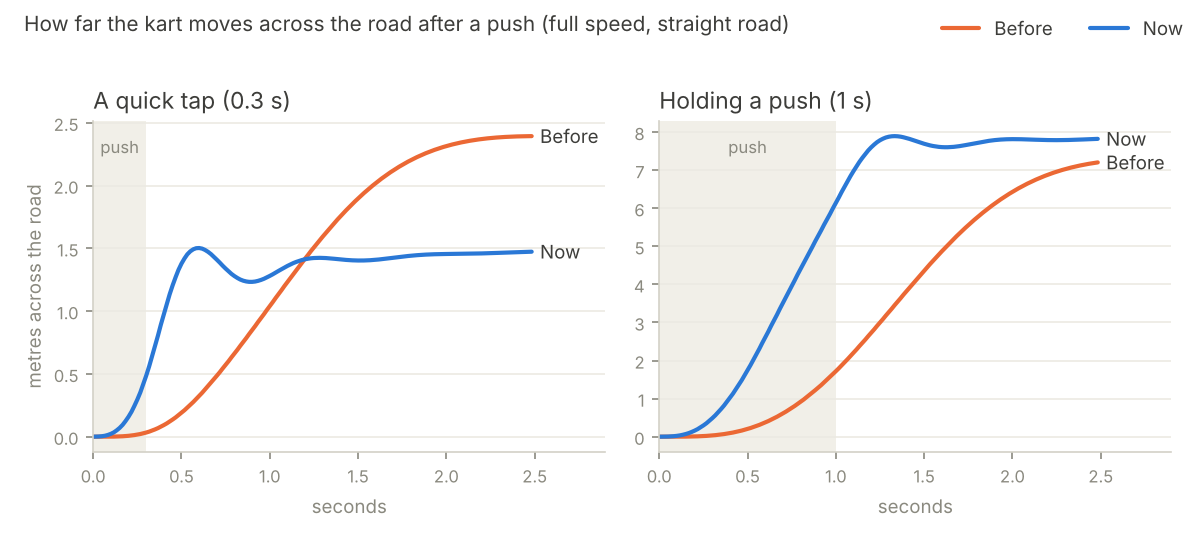 How far the kart moves across the road after a push (full speed, straight road)
Before
Now
A quick tap (0.3 s)
metres across the road
2.5
2.0
1.5
1.0
0.5
0.0
push
Before
Now
0.0 0.5 1.0 1.5 2.0 2.5
seconds
Holding a push (1 s)
8
7
6
5
4
3
2
1
0
push
Now
Before
0.0 0.5 1.0 1.5 2.0 2.5
seconds